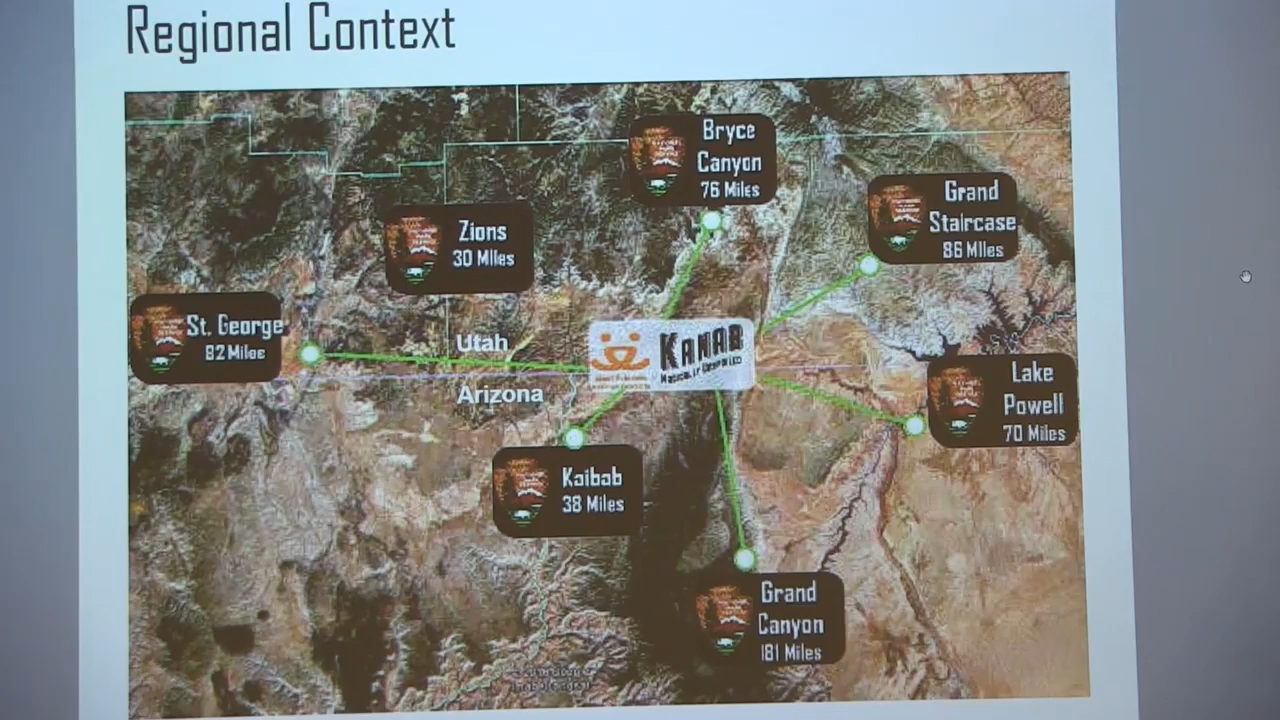 Regional Context
Bryce
Canyon
76 Miles
Grand
Staircase
86 Miles
Zions
30 Miles
St. George
82 Miles
Utah
KANAB
Arizona
Lake
Powell
70 Miles
Kaibab
38 Miles
Grand
Canyon
181 Miles